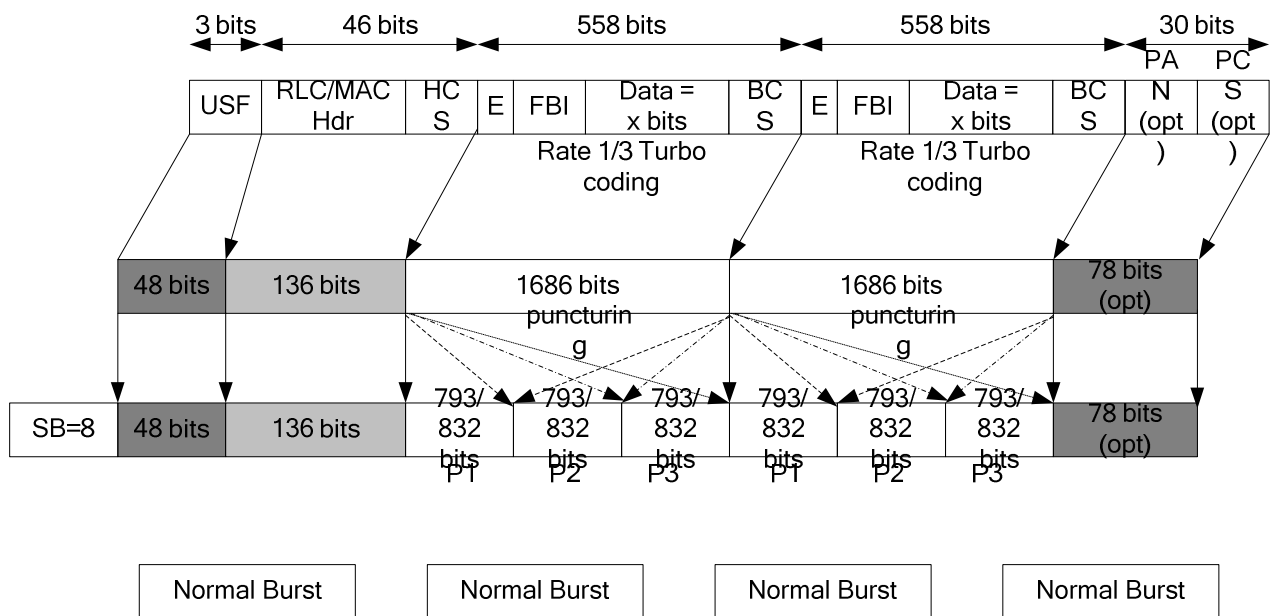 3 bits 46 bits 558 bits 558 bits 30 bits
USF
RLC/MAC
Hdr
HC
S
E
FBI
Data =
x bits
BC
S
E
FBI
Data =
x bits
BC
S
PA
N
(opt
)
PC
S
(opt
)
Rate 1/3 Turbo
coding
Rate 1/3 Turbo
coding
48 bits
136 bits
1686 bits
puncturin
g
1686 bits
puncturin
g
78 bits
(opt)
SB=8
48 bits
136 bits
793/
832
bits
P1
793/
832
bits
P2
793/
832
bits
P3
793/
832
bits
P1
793/
832
bits
P2
793/
832
bits
P3
78 bits
(opt)
Normal Burst Normal Burst Normal Burst Normal Burst